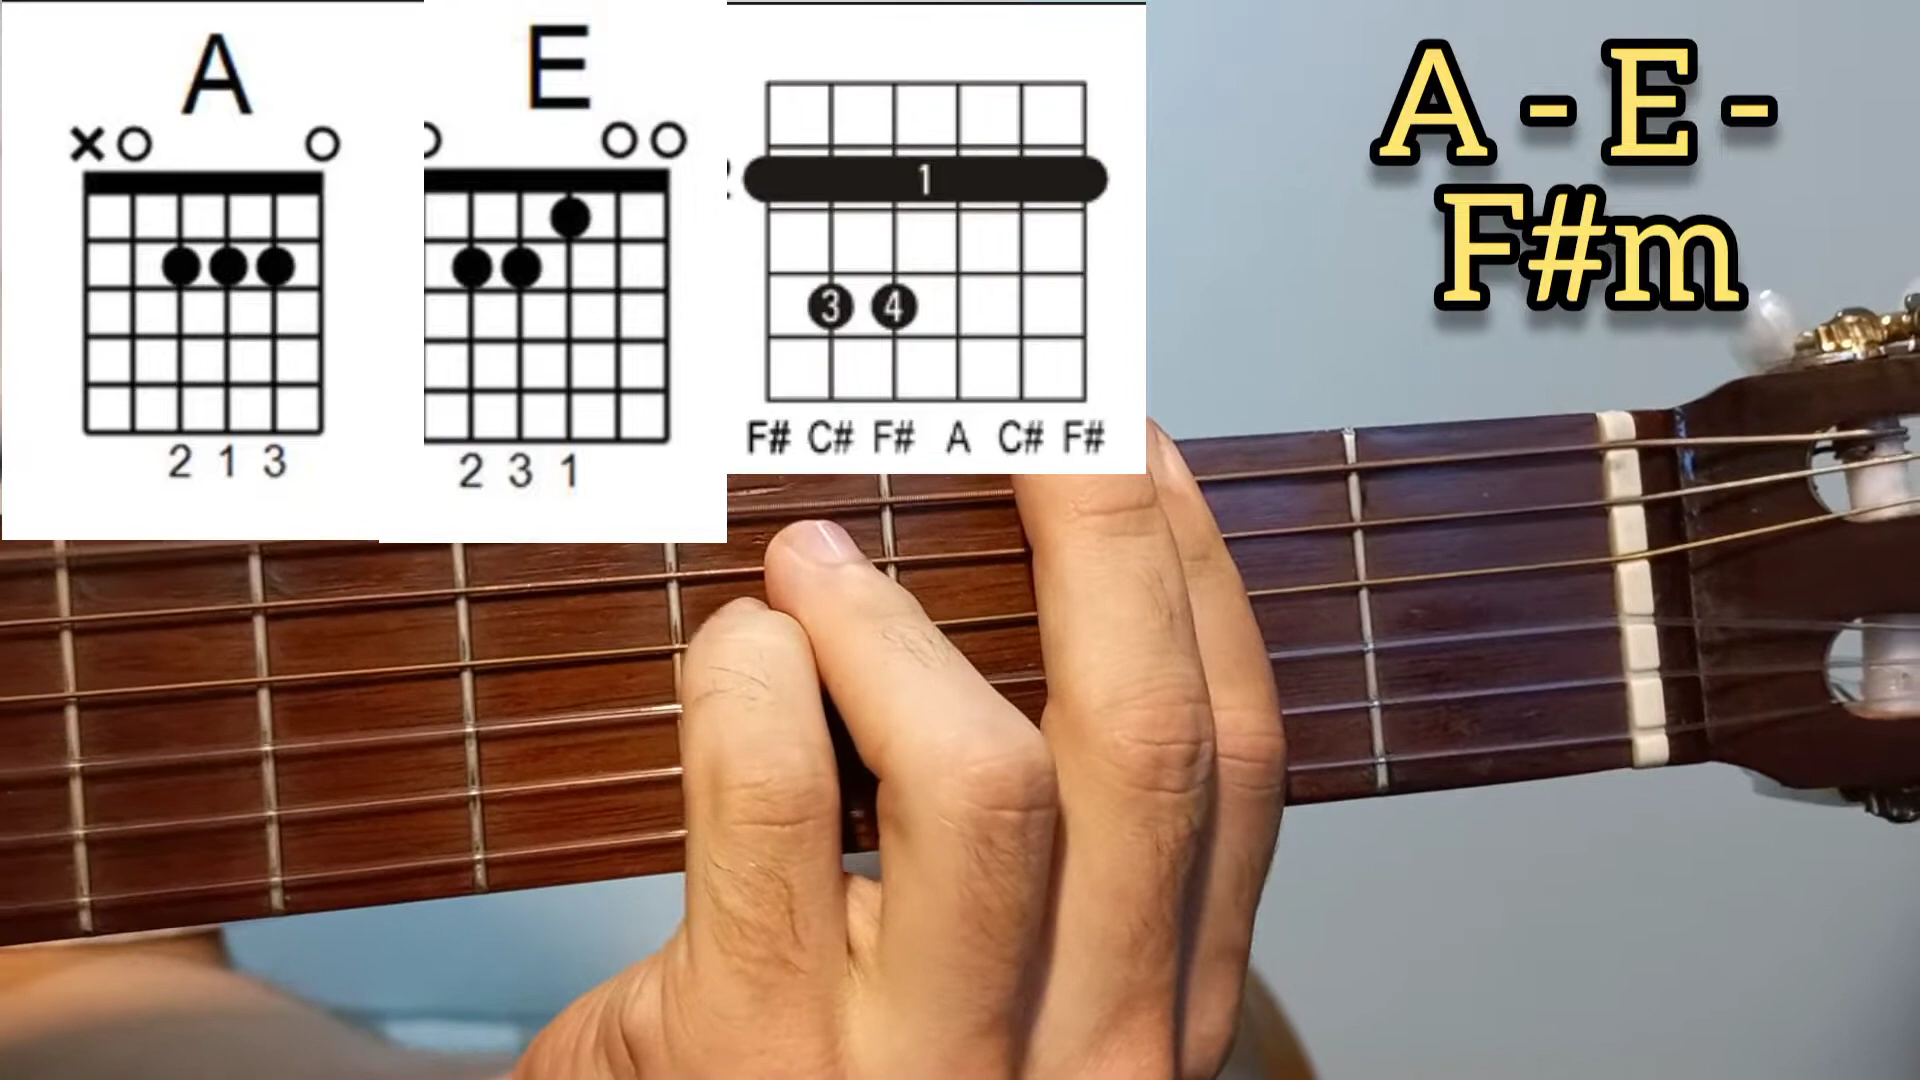 A
E
A - E -
F#m
× O O
O O O
1
3 4
F# C# F# A C# F#
2 1 3
2 3 1